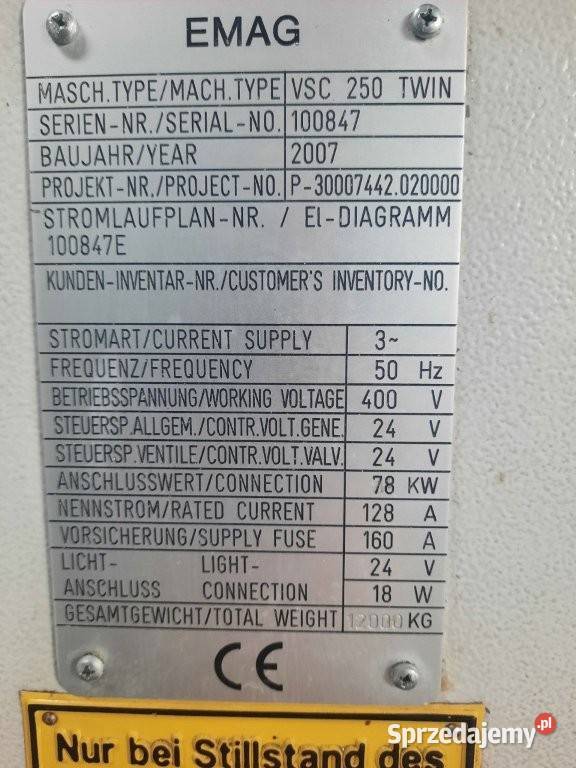 EMAG
MASCH.TYPE/MACH.TYPE VSC 250 TWIN
SERIEN-NR./SERIAL-NO. 100847
BAUJAHR/YEAR 2007
PROJEKT-NR./PROJECT-NO. P-30007442.020000
STROMLAUFPLAN-NR. / El-DIAGRAMM
100847E
KUNDEN-INVENTAR-NR./CUSTOMER'S INVENTORY-NO.
STROMART/CURRENT SUPPLY 3~
FREQUENZ/FREQUENCY 50 Hz
BETRIEBSSPANNUNG/WORKING VOLTAGE 400 V
STEUERSP.ALLGEM./CONTR.VOLT.GENE. 24 V
STEUERSP.VENTILE/CONTR.VOLT.VALV. 24 V
ANSCHLUSSWERT/CONNECTION 78 KW
NENNSTROM/RATED CURRENT 128 A
VORSICHERUNG/SUPPLY FUSE 160 A
LICHT- LIGHT- 24 V
ANSCHLUSS CONNECTION 18 W
GESAMTGEWICHT/TOTAL WEIGHT 12000 KG
CE
Nur bei Stillstand des
Sprzedajemy.pl